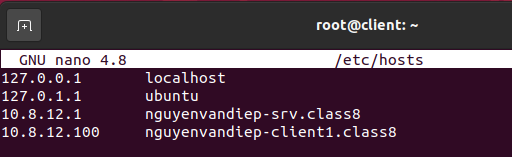 root@client: ~
GNU nano 4.8 /etc/hosts
127.0.0.1 localhost
127.0.1.1 ubuntu
10.8.12.1 nguyenvandiep-srv.class8
10.8.12.100 nguyenvandiep-client1.class8